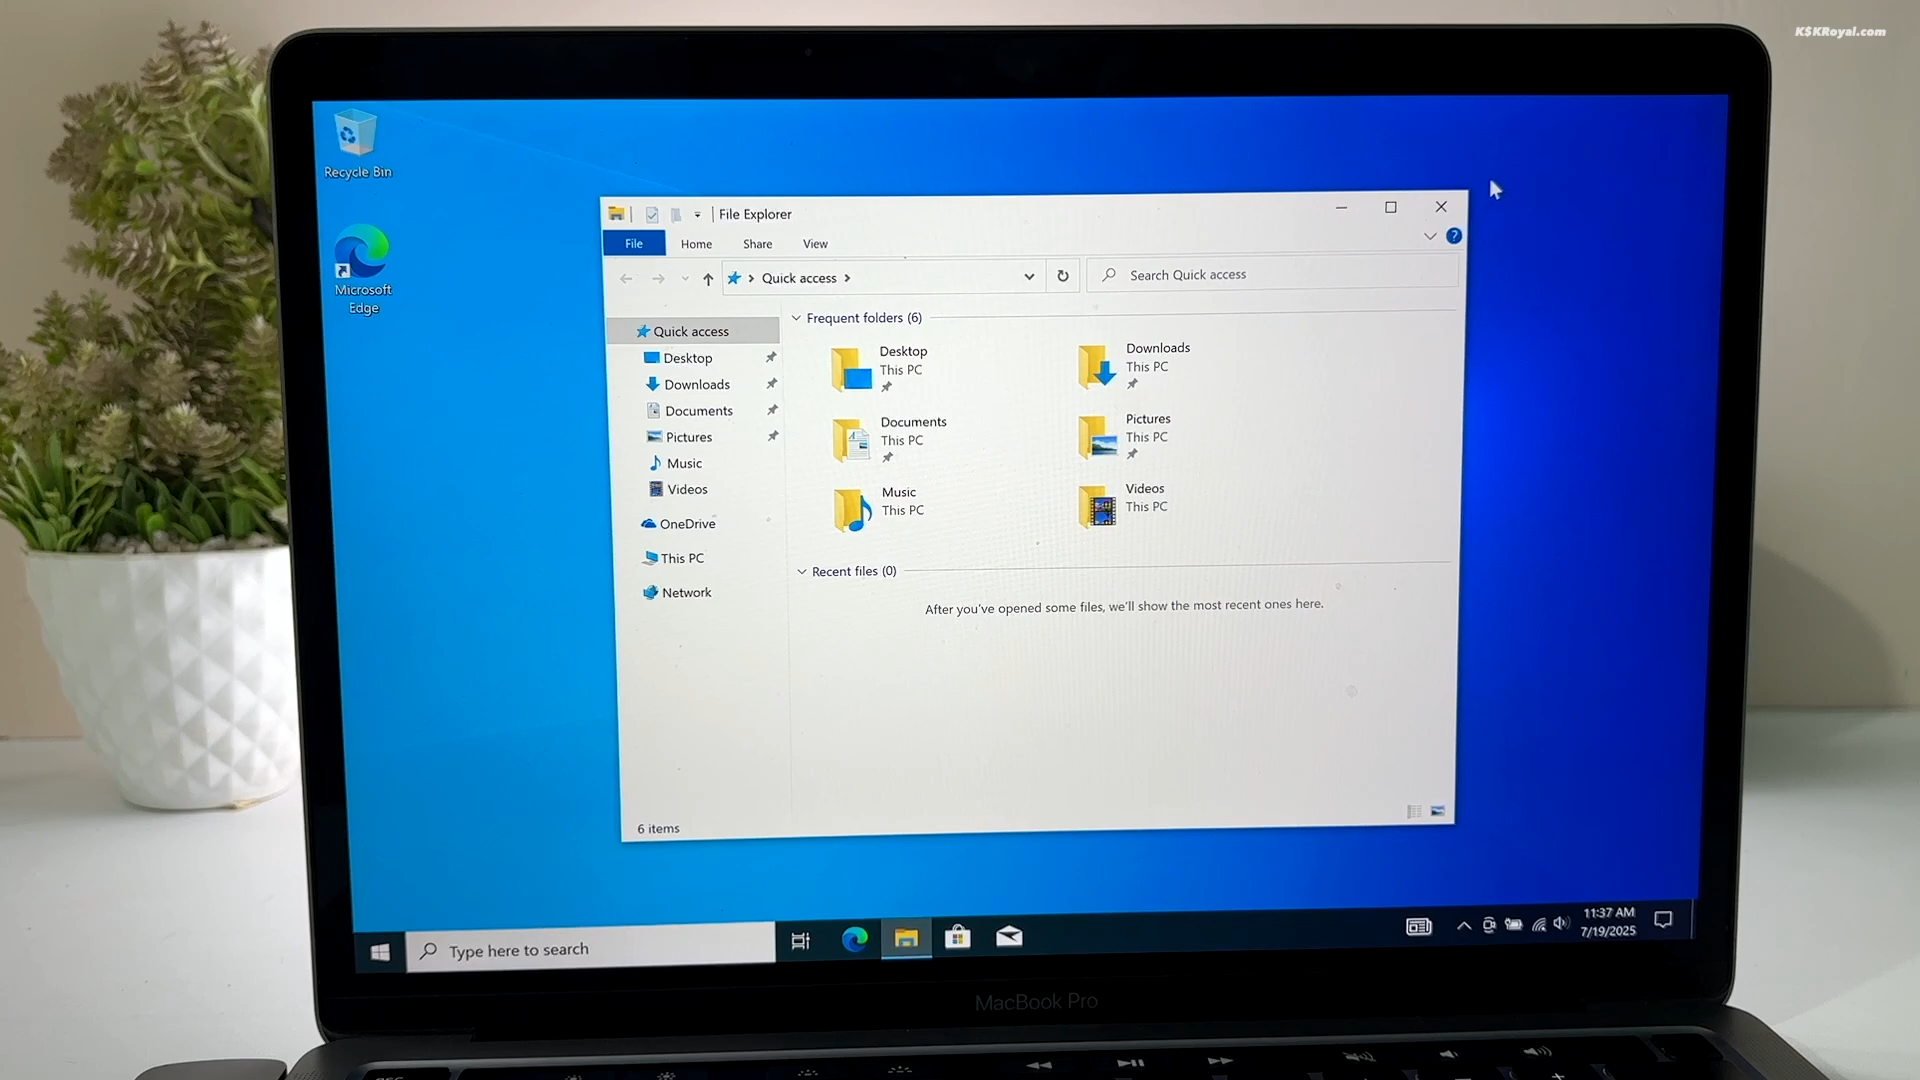 K$KRoyal.com
Recycle Bin
Microsoft
Edge
File Explorer
File Home Share View
Quick access
Search Quick access
Quick access
Desktop
Downloads
Documents
Pictures
Music
Videos
OneDrive
This PC
Network
Frequent folders (6)
Desktop
This PC
Downloads
This PC
Documents
This PC
Pictures
This PC
Music
This PC
Videos
This PC
Recent files (0)
After you've opened some files, we'll show the most recent ones here.
6 items
Type here to search
11:37 AM
7/19/2025
MacBook Pro